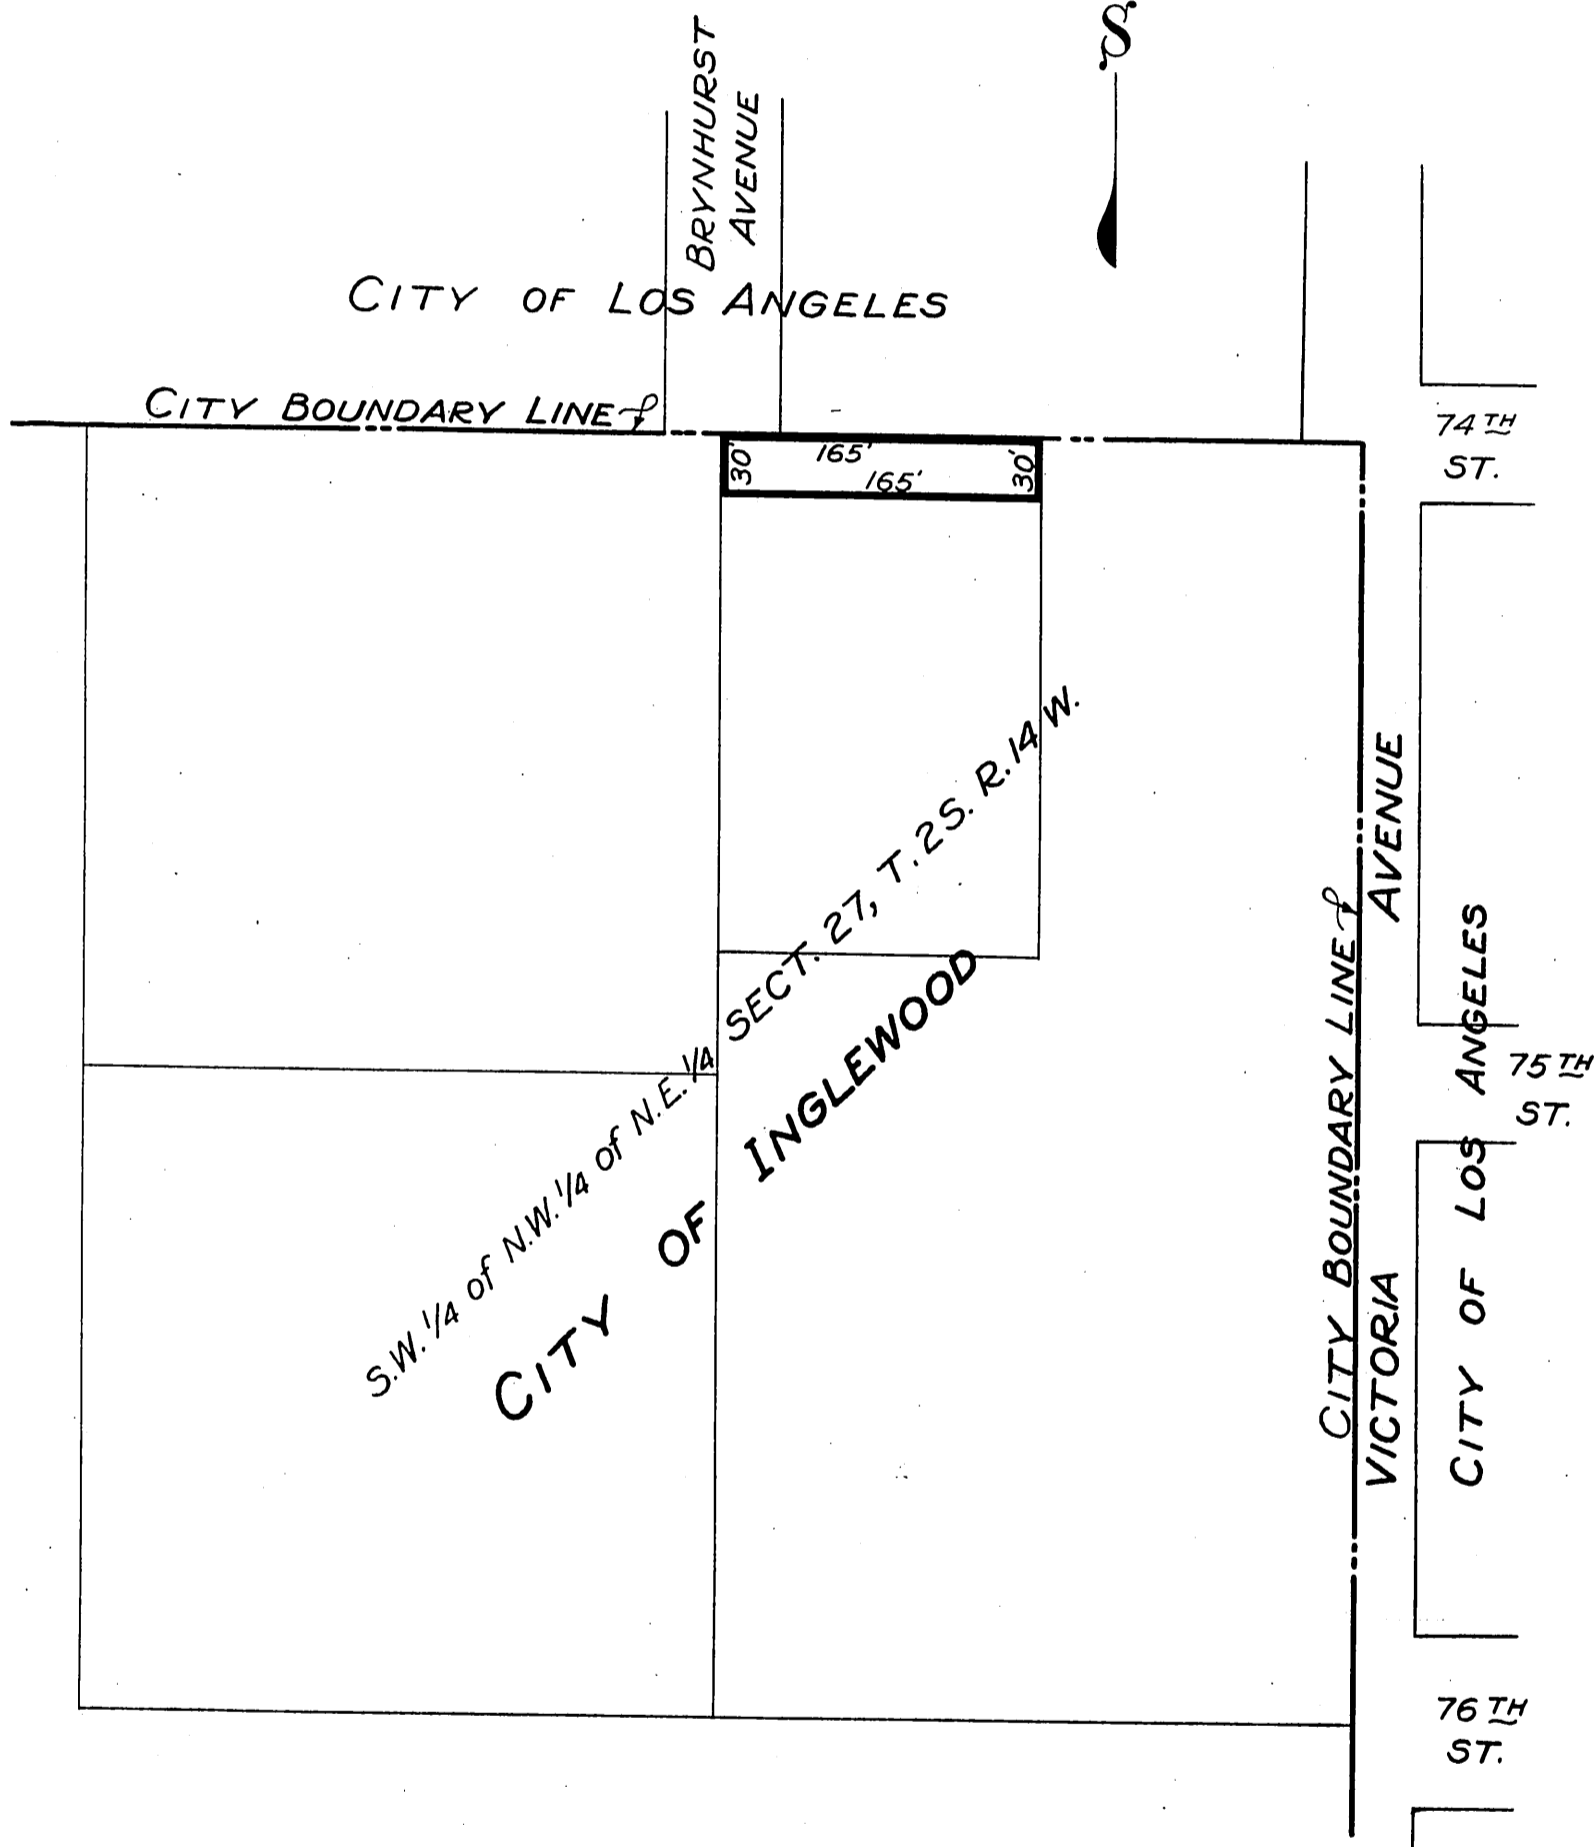 S
BRYNHURST
AVENUE
CITY OF LOS ANGELES
CITY BOUNDARY LINE
74TH
ST.
30'
165'
165'
30'
S.W. 1/4 of N.W. 1/4 of N.E. 1/4 SECT. 27, T. 2S. R. 14 W.
CITY OF INGLEWOOD
CITY BOUNDARY LINE
VICTORIA AVENUE
CITY OF LOS ANGELES
75TH
ST.
76TH
ST.